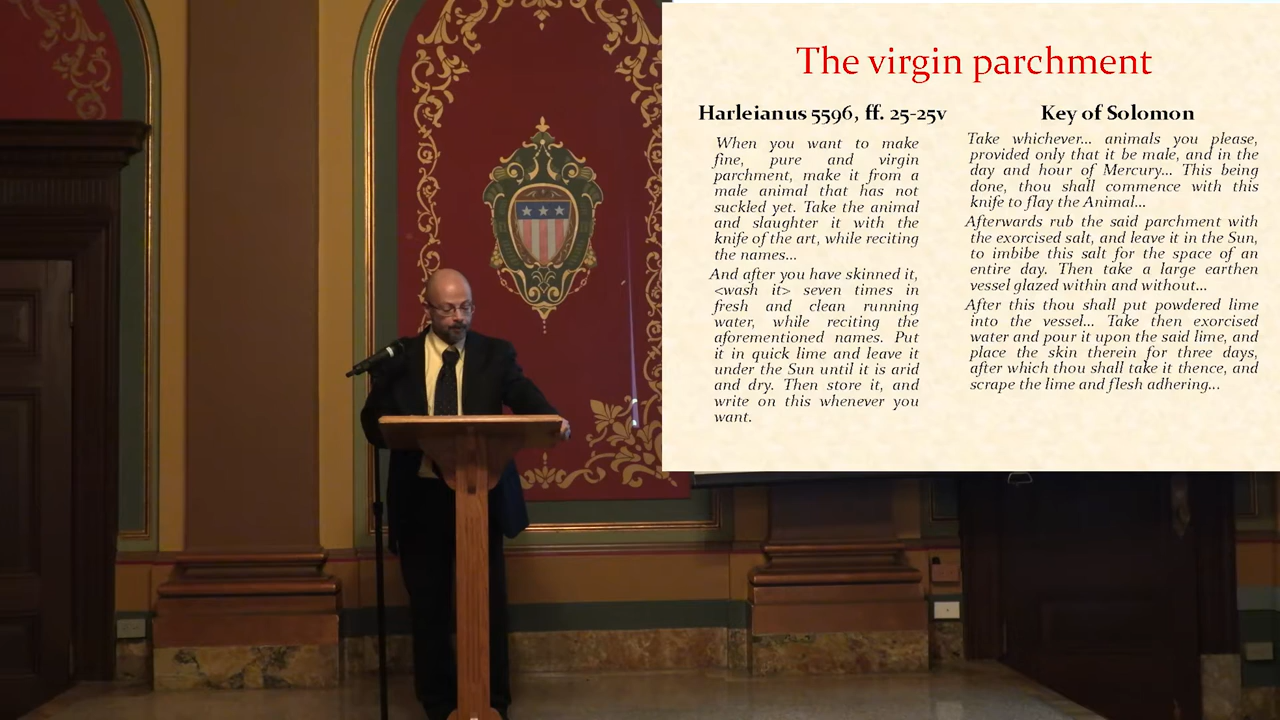 The virgin parchment
Harleianus 5596, ff. 25-25v
When you want to make
fine, pure and virgin
parchment, make it from a
male animal that has not
suckled yet. Take the animal
and slaughter it with the
knife of the art, while reciting
the names...
And after you have skinned it,
<wash it> seven times in
fresh and clean running
water, while reciting the
aforementioned names. Put
it in quick lime and leave it
under the Sun until it is arid
and dry. Then store it, and
write on this whenever you
want.
Key of Solomon
Take whichever... animals you please,
provided only that it be male, and in the
day and hour of Mercury... This being
done, thou shall commence with this
knife to flay the Animal...
Afterwards rub the said parchment with
the exorcised salt, and leave it in the Sun,
to imbibe this salt for the space of an
entire day. Then take a large earthen
vessel glazed within and without...
After this thou shall put powdered lime
into the vessel... Take then exorcised
water and pour it upon the said lime, and
place the skin therein for three days,
after which thou shall take it thence, and
scrape the lime and flesh adhering...